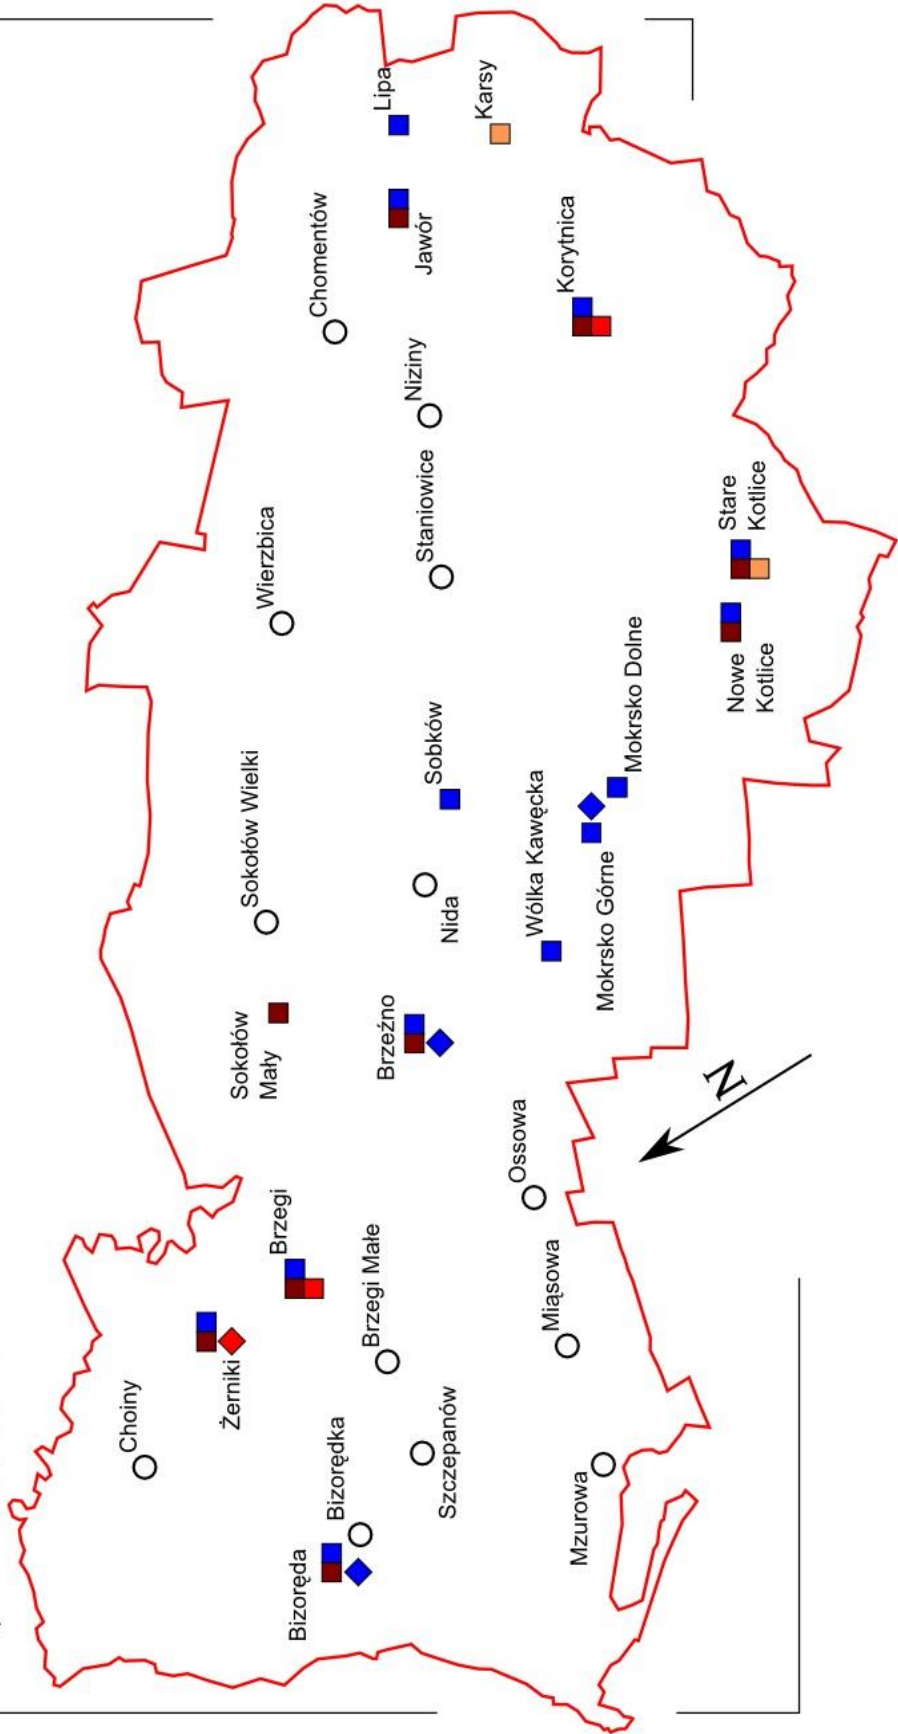 Lipa
Karsy
Jawór
Chomentów
Korytnica
Niziny
Staniowice
Wierzbica
Stare
Kotlice
Nowe
Kotlice
Mokrsko Dolne
Sobków
Sokołów Wielki
Wólka Kawęcka
Nida
Mokrsko Górne
Brzeźno
Sokołów
Mały
N
Ossowa
Brzegi
Brzegi Małe
Miąsowa
Żerniki
Choiny
Szczepanów
Bizorędka
Mzurowa
Bizoręda